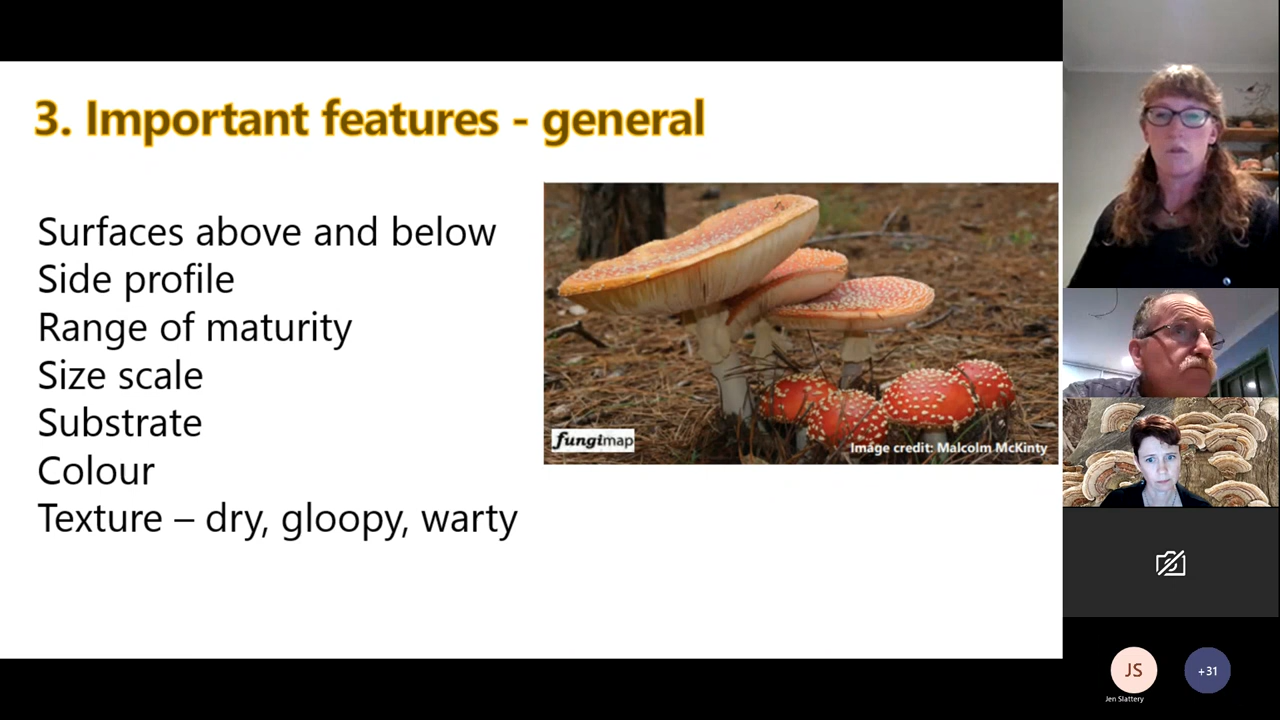 3. Important features - general
Surfaces above and below
Side profile
Range of maturity
Size scale
Substrate
Colour
Texture – dry, gloopy, warty
fungimap
Image credit: Malcolm McKinty
JS
Jen Slattery
+31